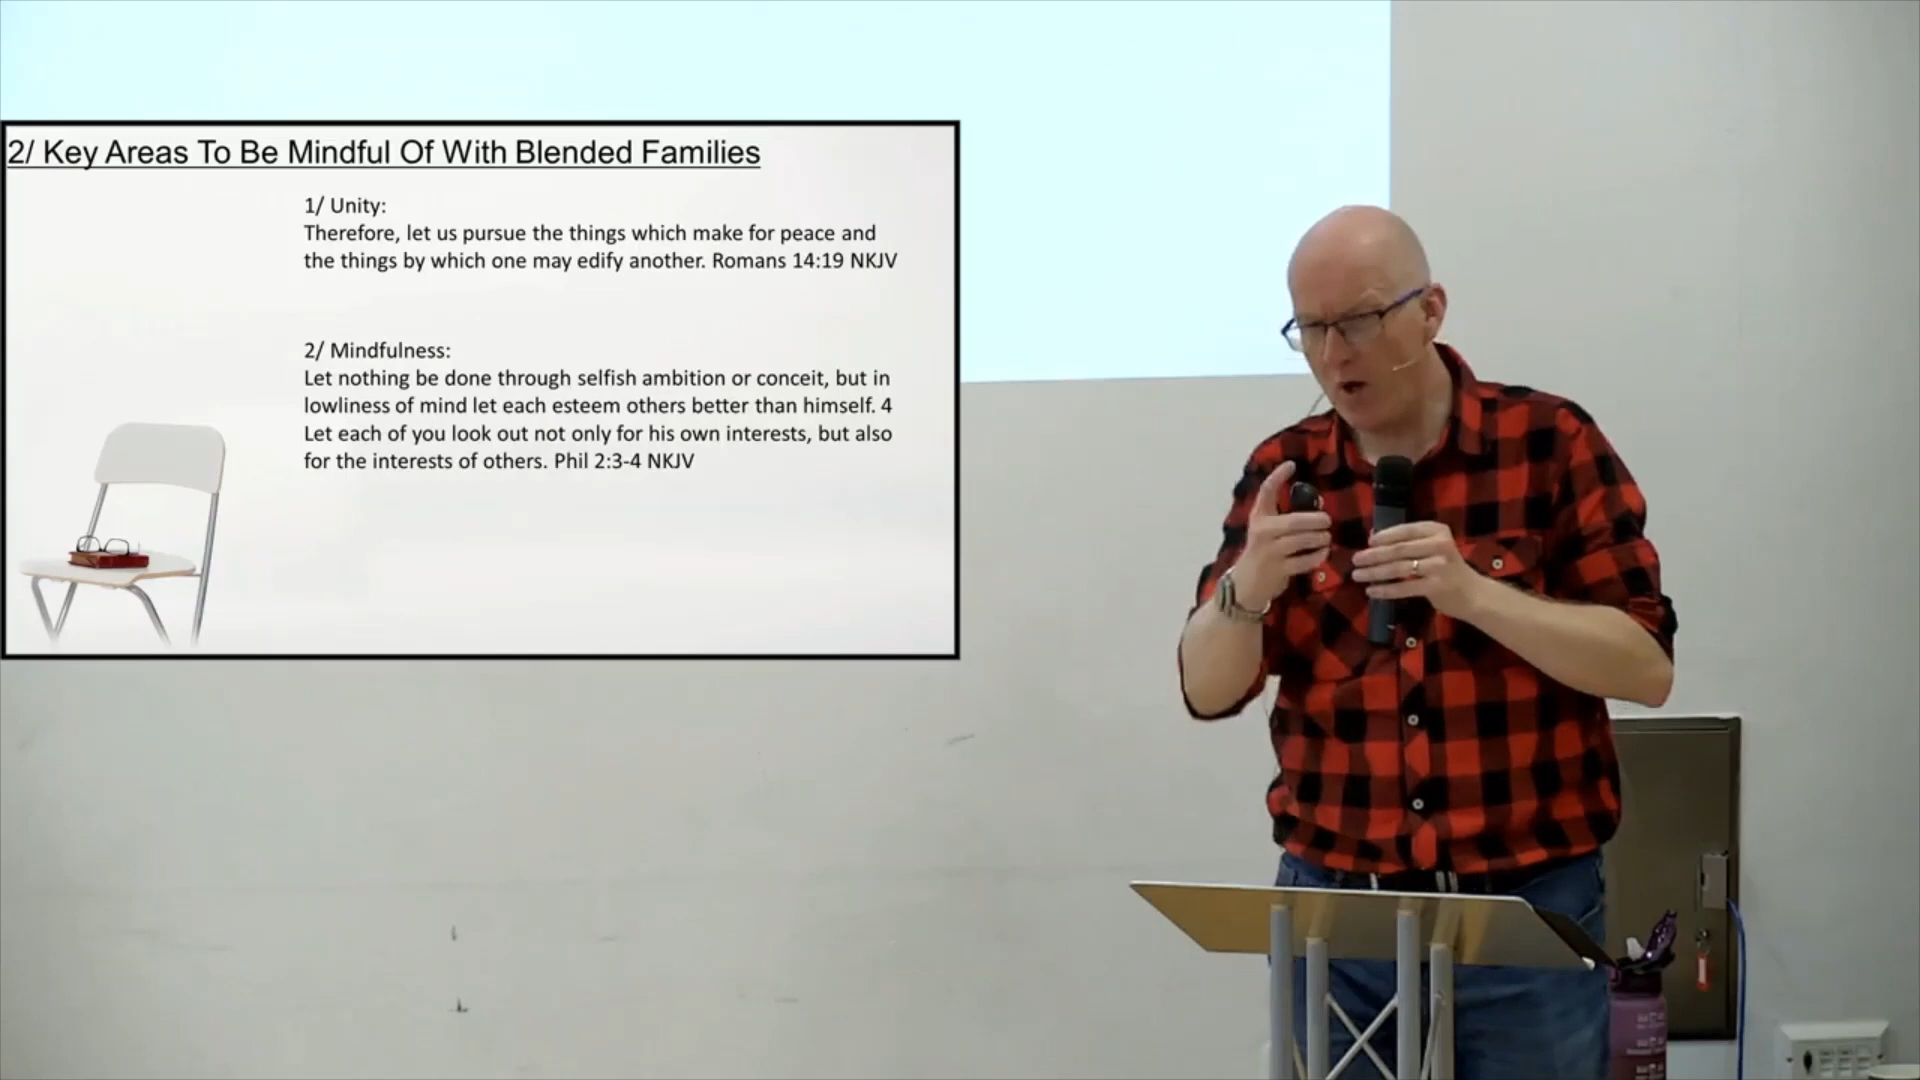 2/ Key Areas To Be Mindful Of With Blended Families
1/ Unity:
Therefore, let us pursue the things which make for peace and
the things by which one may edify another. Romans 14:19 NKJV
2/ Mindfulness:
Let nothing be done through selfish ambition or conceit, but in
lowliness of mind let each esteem others better than himself. 4
Let each of you look out not only for his own interests, but also
for the interests of others. Phil 2:3-4 NKJV